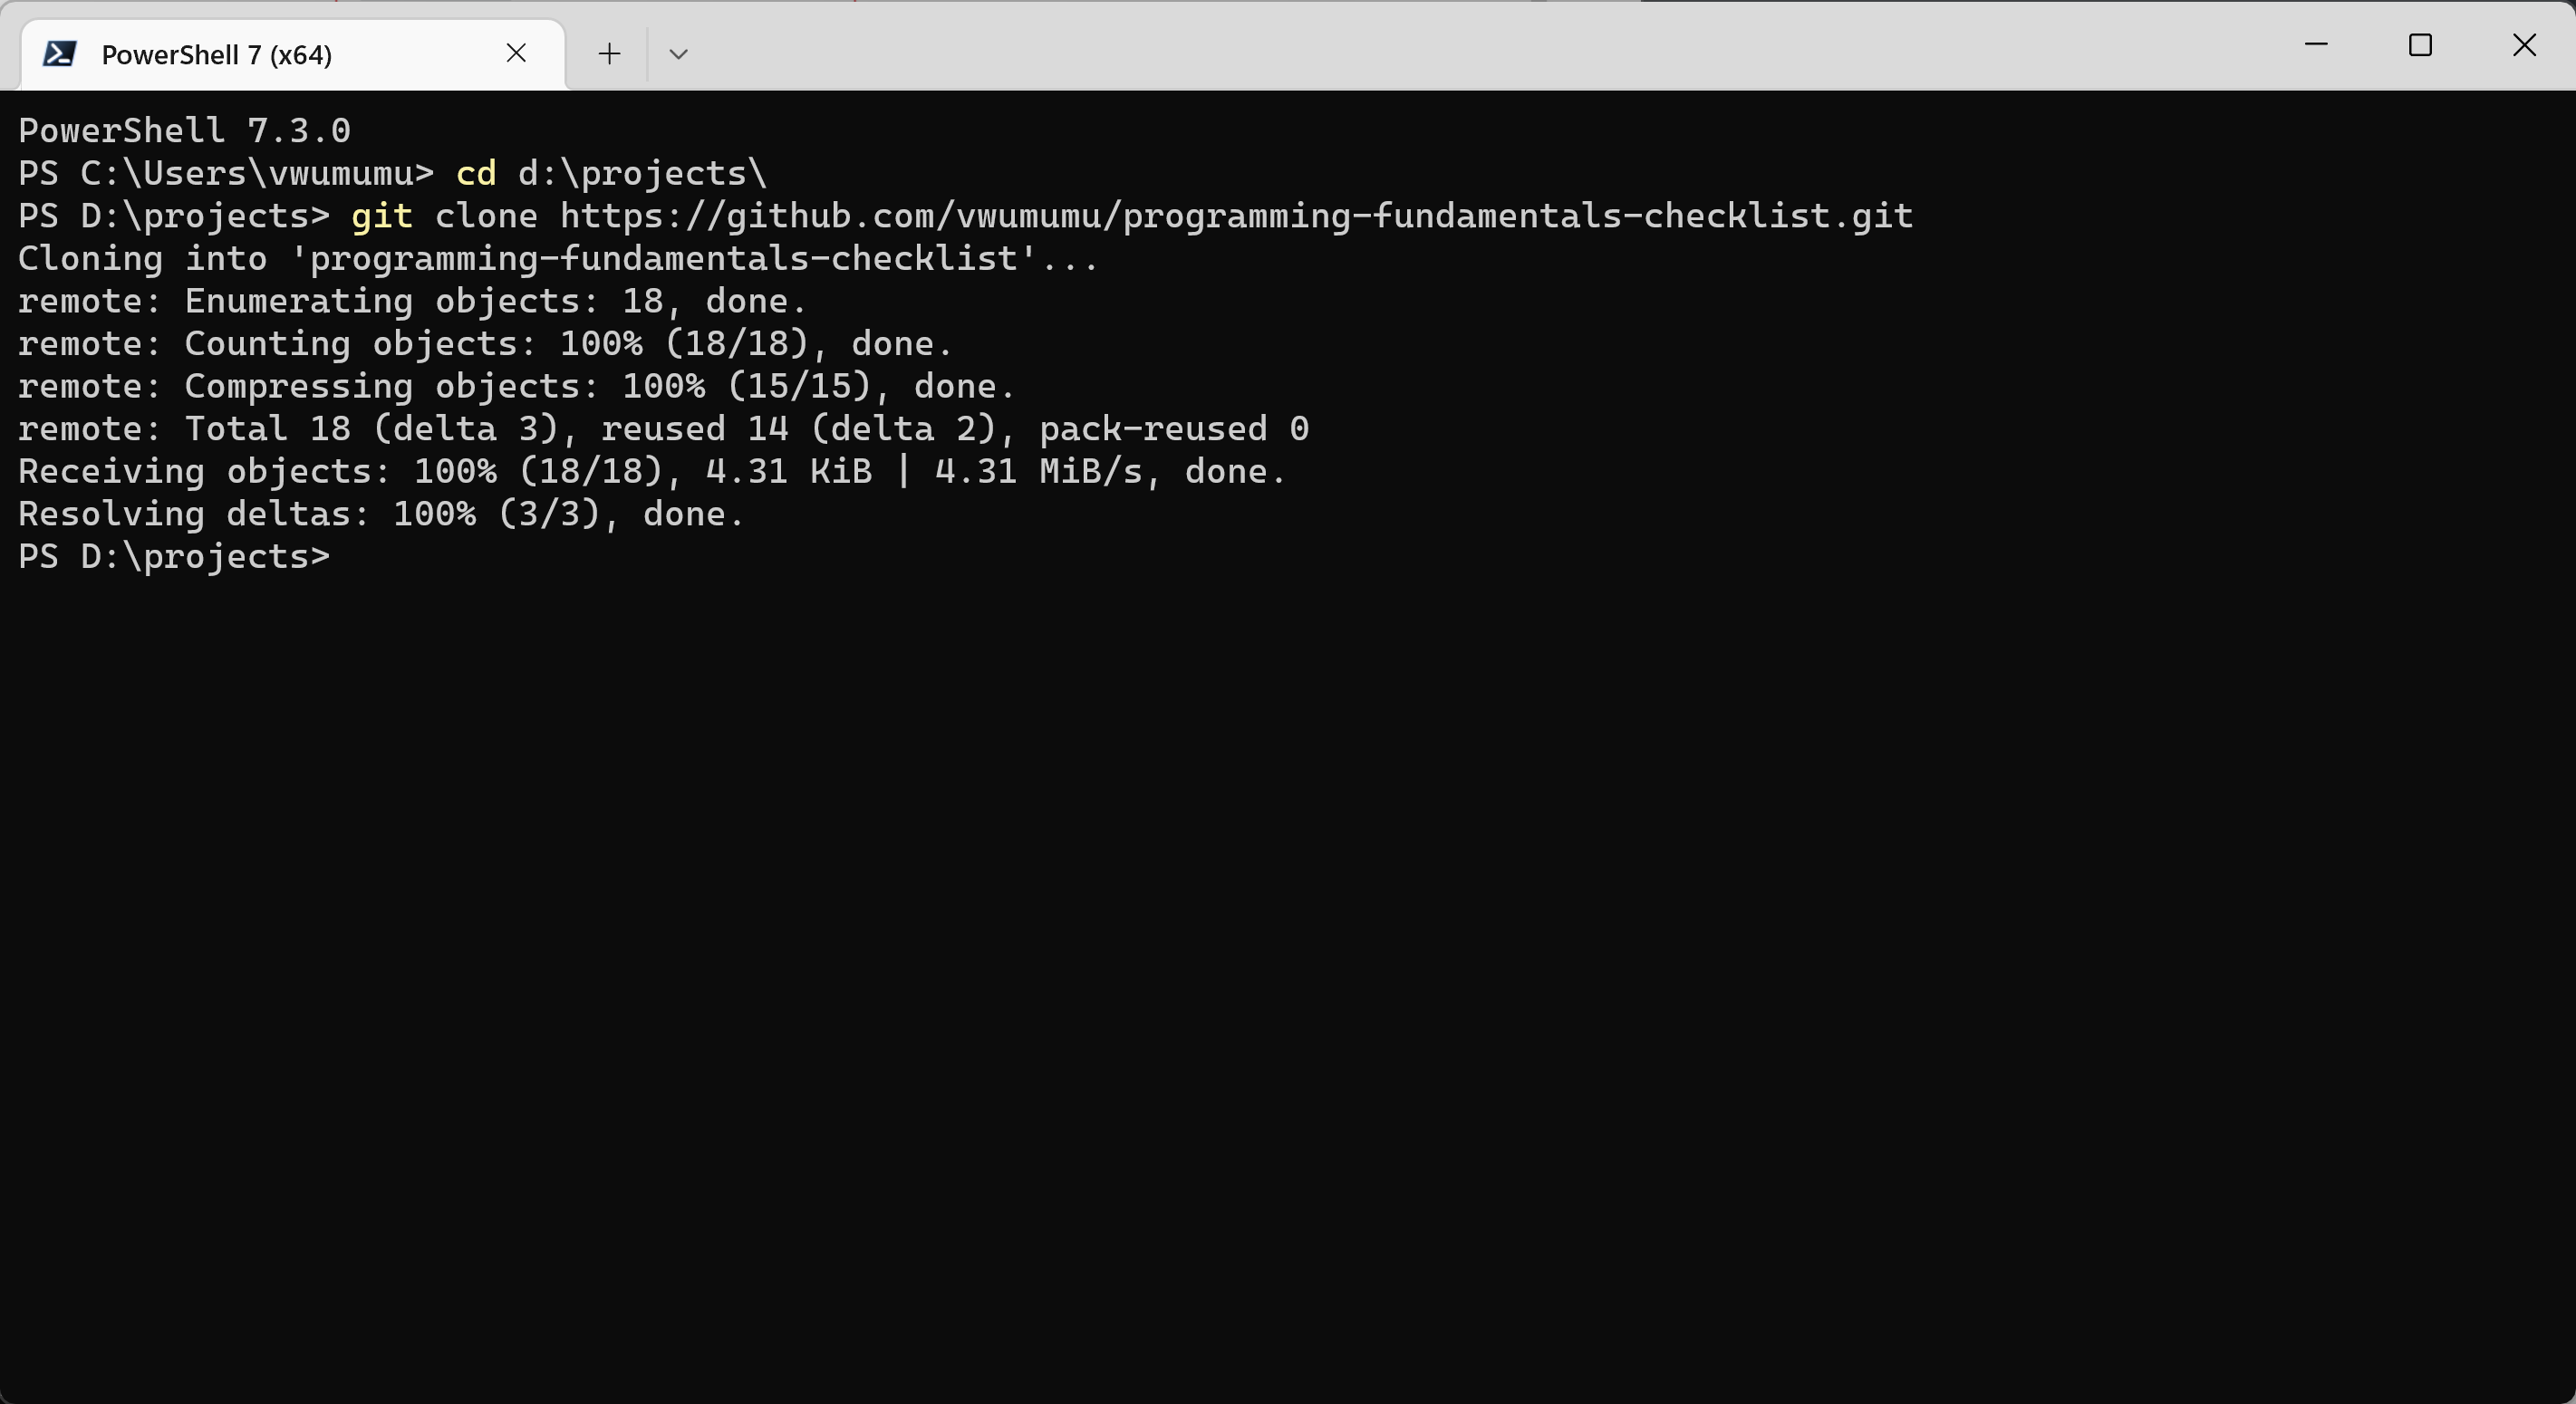 PowerShell 7 (x64)
PowerShell 7.3.0
PS C:\Users\vwumumu> cd d:\projects\
PS D:\projects> git clone https://github.com/vwumumu/programming-fundamentals-checklist.git
Cloning into 'programming-fundamentals-checklist'...
remote: Enumerating objects: 18, done.
remote: Counting objects: 100% (18/18), done.
remote: Compressing objects: 100% (15/15), done.
remote: Total 18 (delta 3), reused 14 (delta 2), pack-reused 0
Receiving objects: 100% (18/18), 4.31 KiB | 4.31 MiB/s, done.
Resolving deltas: 100% (3/3), done.
PS D:\projects>